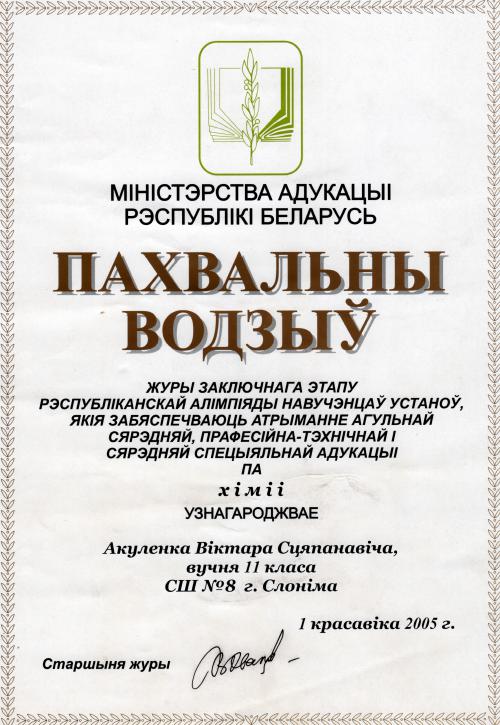 МІНІСТЭРСТВА АДУКАЦЫІ
РЭСПУБЛІКІ БЕЛАРУСЬ
ПАХВАЛЬНЫ
ВОДЗЫЎ
ЖУРЫ ЗАКЛЮЧНАГА ЭТАПУ
РЭСПУБЛІКАНСКАЙ АЛІМПІЯДЫ НАВУЧЭНЦАЎ УСТАНОЎ,
ЯКІЯ ЗАБЯСПЕЧВАЮЦЬ АТРЫМАННЕ АГУЛЬНАЙ
СЯРЭДНЯЙ, ПРАФЕСІЙНА-ТЭХНІЧНАЙ І
СЯРЭДНЯЙ СПЕЦЫЯЛЬНАЙ АДУКАЦЫІ
ПА
хіміі
УЗНАГАРОДЖВАЕ
Акуленка Віктара Сцяпанавіча,
вучня 11 класа
СШ №8 г. Слоніма
1 красавіка 2005 г.
Старшыня журы